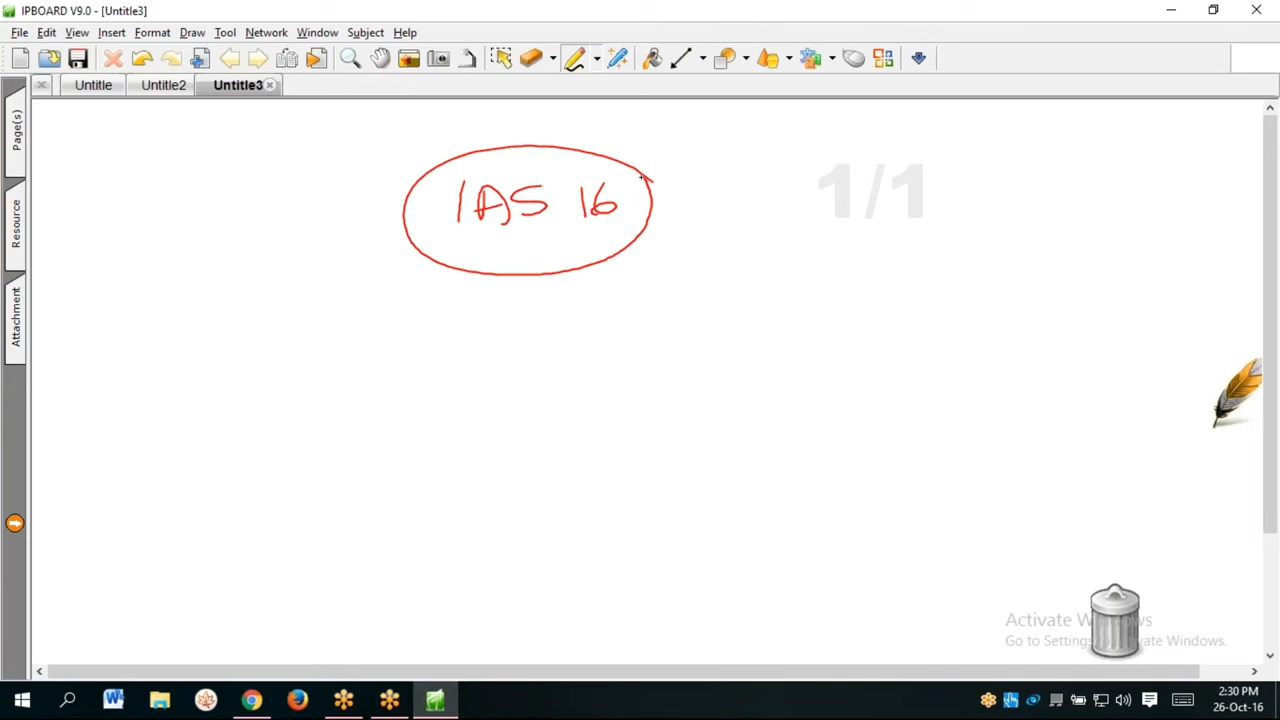 IPBOARD V9.0 - [Untitle3]
File Edit View Insert Format Draw Tool Network Window Subject Help
Untitle Untitle2 Untitle3
Page(s)
Resource
Attachment
IAS 16
1/1
Activate Windows
Go to Settings to activate Windows.
2:30 PM
26-Oct-16